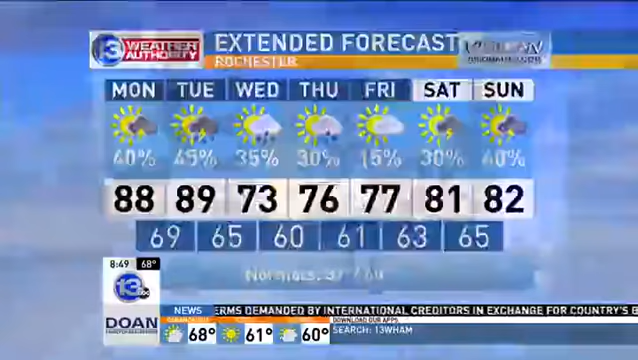 13 WEATHER AUTHORITY
EXTENDED FORECAST
ROCHESTER
MON TUE WED THU FRI SAT SUN
40% 45% 35% 30% 15% 30% 40%
88 89 73 76 77 81 82
69 65 60 61 63 65
8:49 68°
13 abc
DOAN
NEWS
ERMS DEMANDED BY INTERNATIONAL CREDITORS IN EXCHANGE FOR COUNTRY'S B
DOWNLOAD OUR APPS
68° 61° 60° SEARCH: 13WHAM